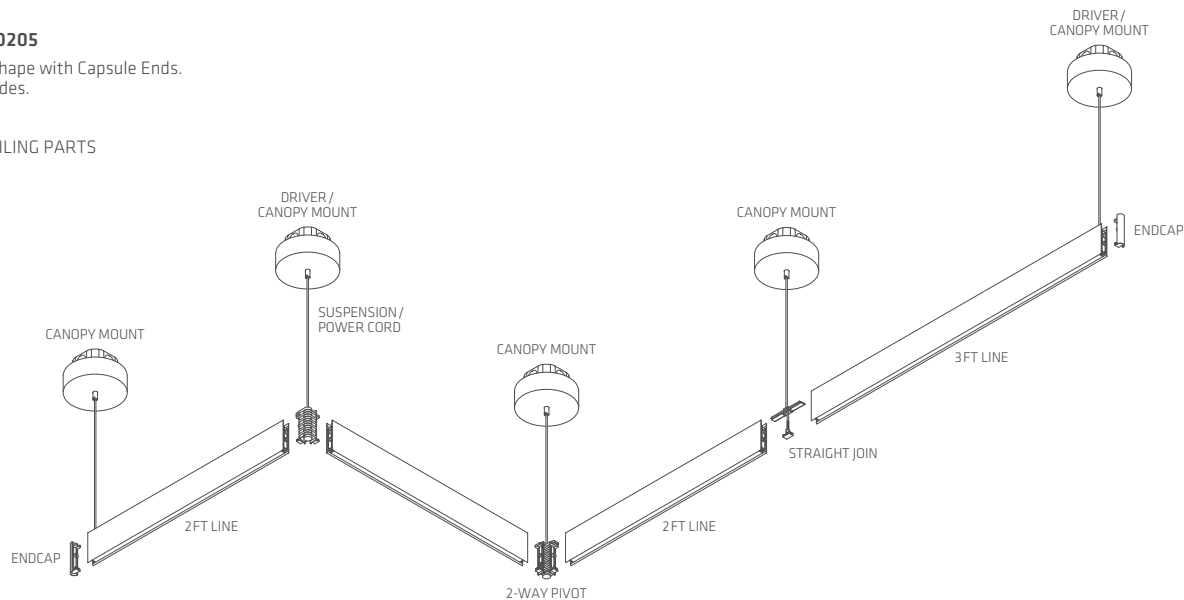 0205
hape with Capsule Ends.
des.
ILING PARTS
DRIVER /
CANOPY MOUNT
DRIVER /
CANOPY MOUNT
CANOPY MOUNT
ENDCAP
SUSPENSION /
POWER CORD
CANOPY MOUNT
CANOPY MOUNT
3FT LINE
STRAIGHT JOIN
2FT LINE
2FT LINE
ENDCAP
2-WAY PIVOT